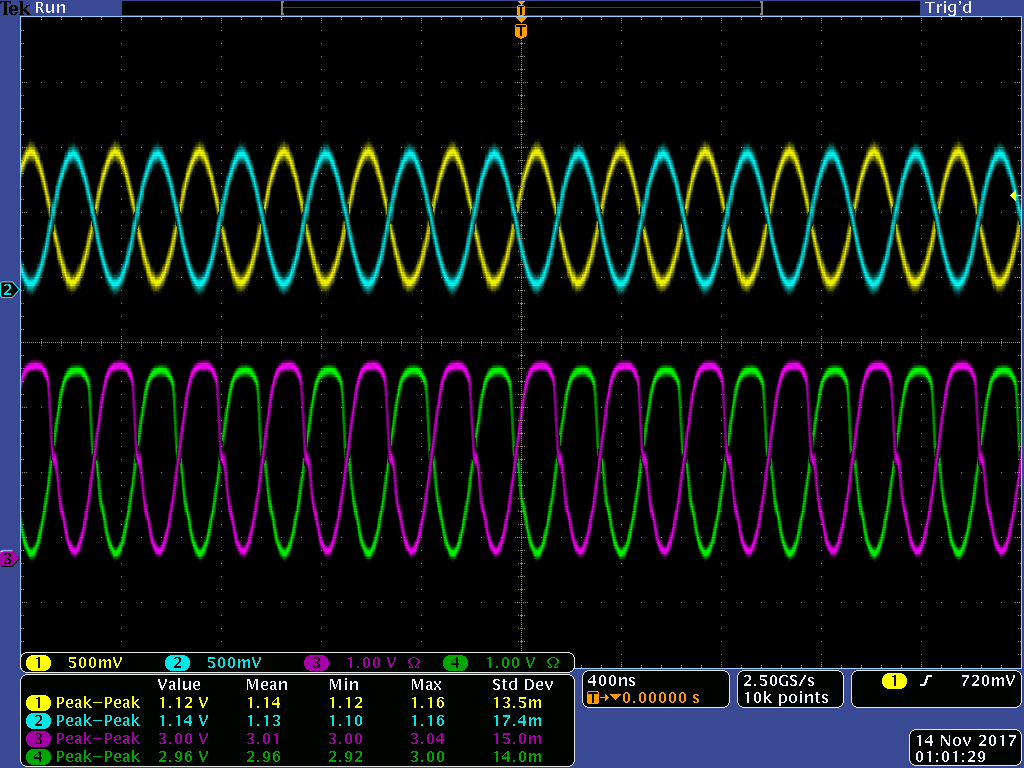 Tek Run Trig'd
T
T
2
3
1 500mV 2 500mV 3 1.00 V Ω 4 1.00 V Ω
Value Mean Min Max Std Dev
1 Peak-Peak 1.12 V 1.14 1.12 1.16 13.5m
2 Peak-Peak 1.14 V 1.13 1.10 1.16 17.4m
3 Peak-Peak 3.00 V 3.01 3.00 3.04 15.0m
4 Peak-Peak 2.96 V 2.96 2.92 3.00 14.0m
400ns
T→▼0.00000 s
2.50GS/s
10k points
1 ƒ 720mV
14 Nov 2017
01:01:29